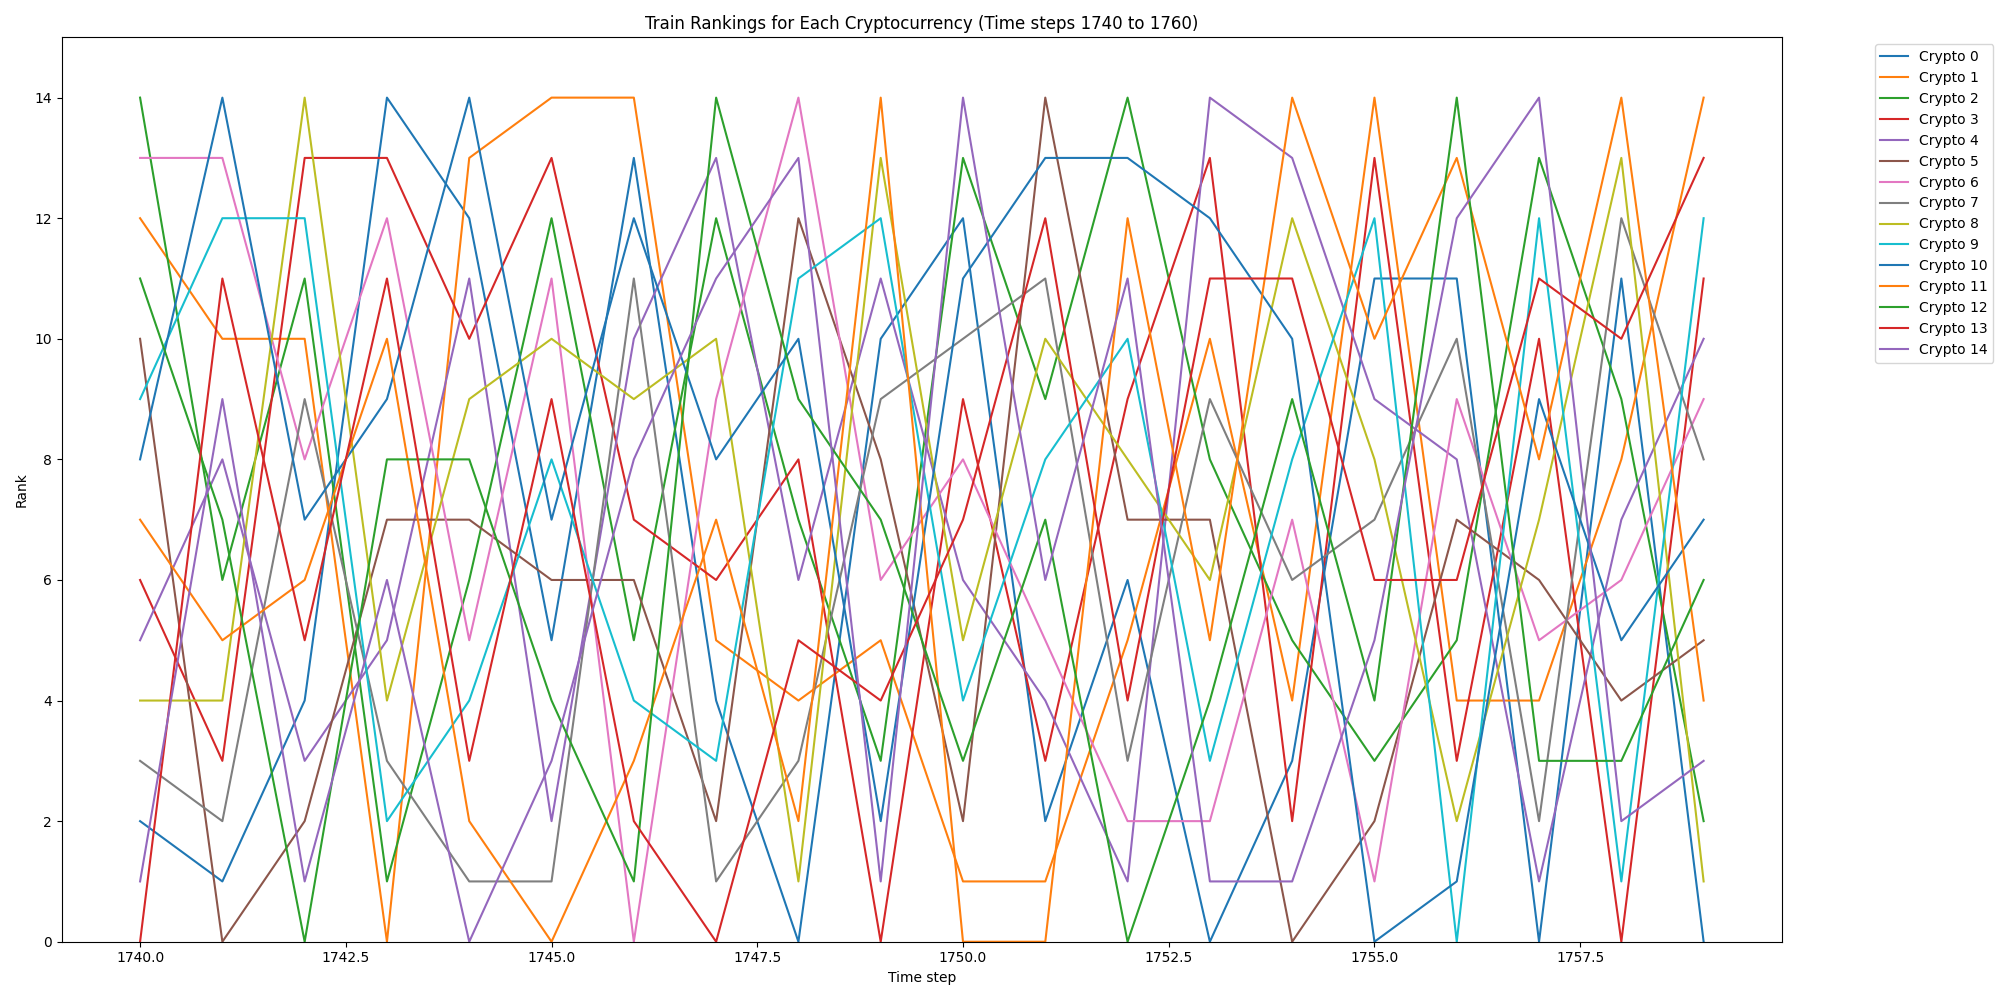 Train Rankings for Each Cryptocurrency (Time steps 1740 to 1760)
14
12
10
8
6
4
2
0
Rank
1740.0 1742.5 1745.0 1747.5 1750.0 1752.5 1755.0 1757.5
Time step
Crypto 0
Crypto 1
Crypto 2
Crypto 3
Crypto 4
Crypto 5
Crypto 6
Crypto 7
Crypto 8
Crypto 9
Crypto 10
Crypto 11
Crypto 12
Crypto 13
Crypto 14